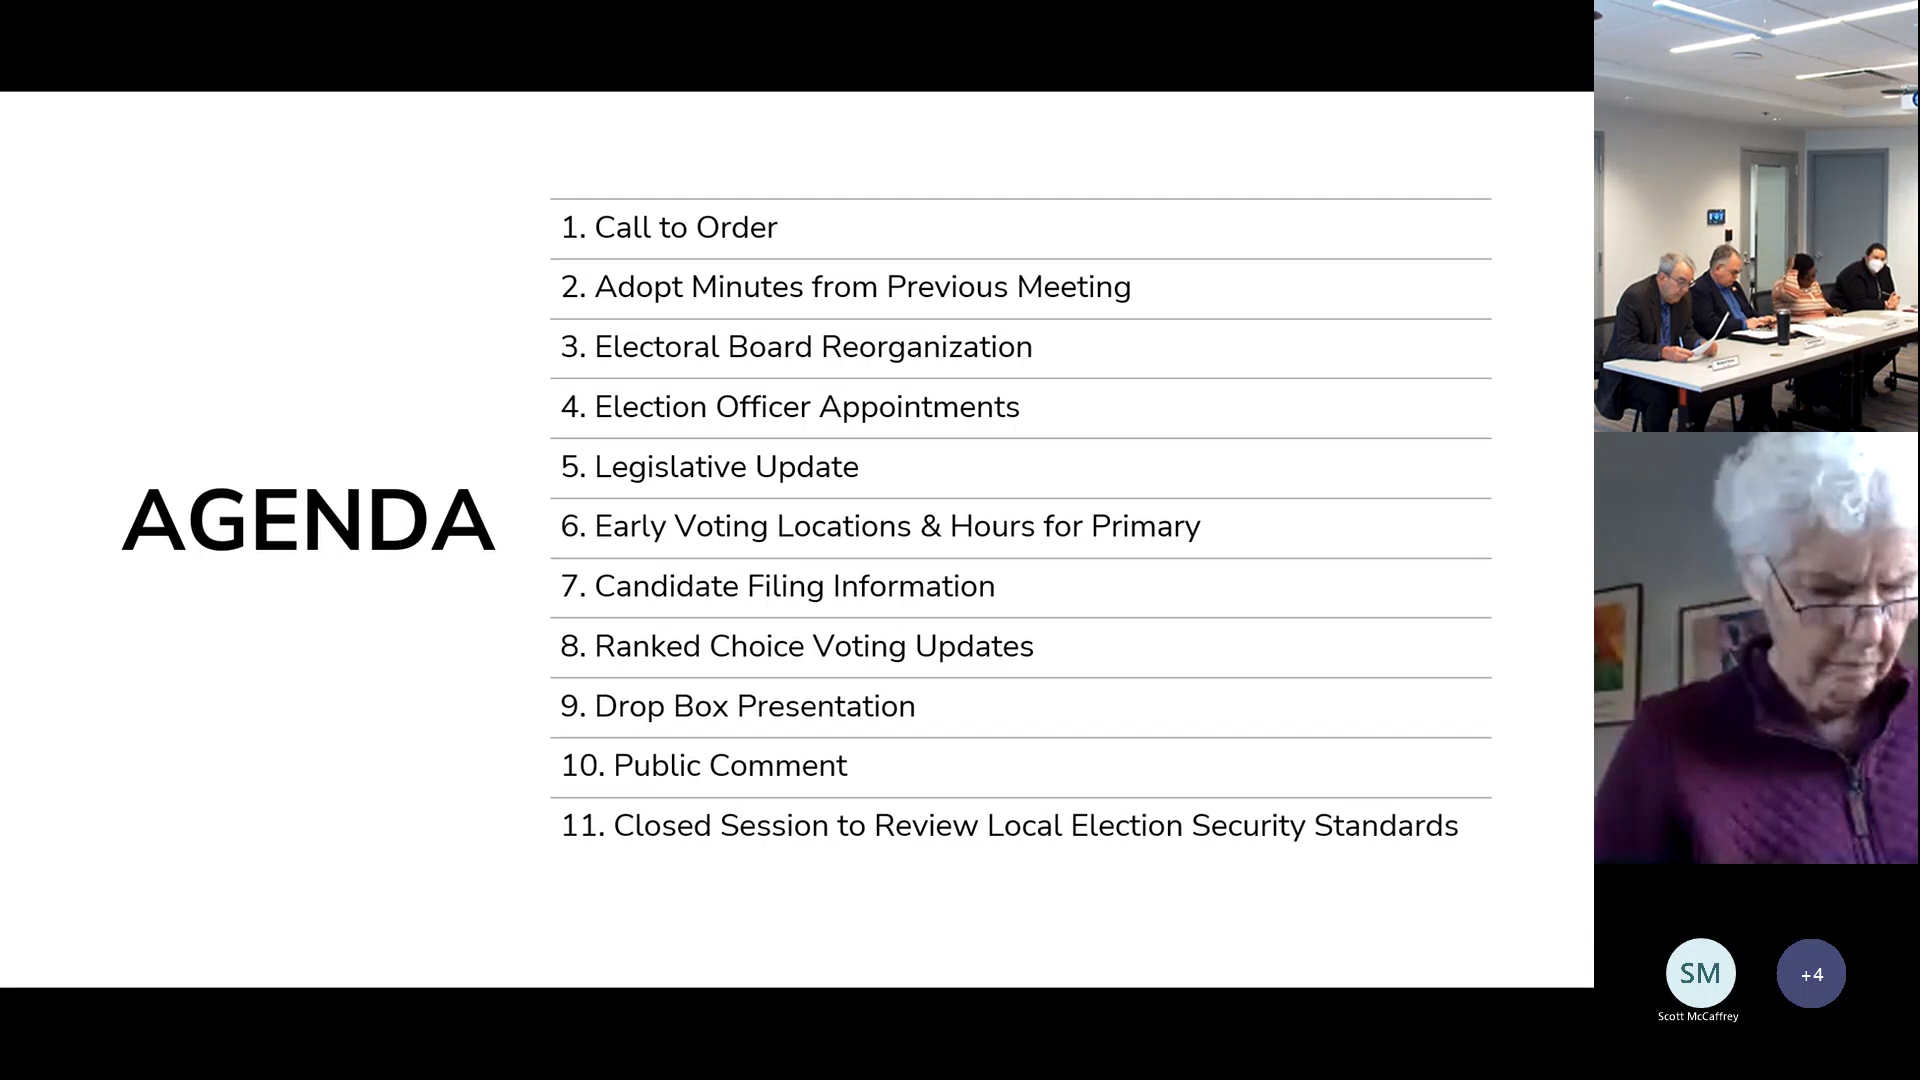 AGENDA
1. Call to Order
2. Adopt Minutes from Previous Meeting
3. Electoral Board Reorganization
4. Election Officer Appointments
5. Legislative Update
6. Early Voting Locations & Hours for Primary
7. Candidate Filing Information
8. Ranked Choice Voting Updates
9. Drop Box Presentation
10. Public Comment
11. Closed Session to Review Local Election Security Standards
SM
+4
Scott McCaffrey